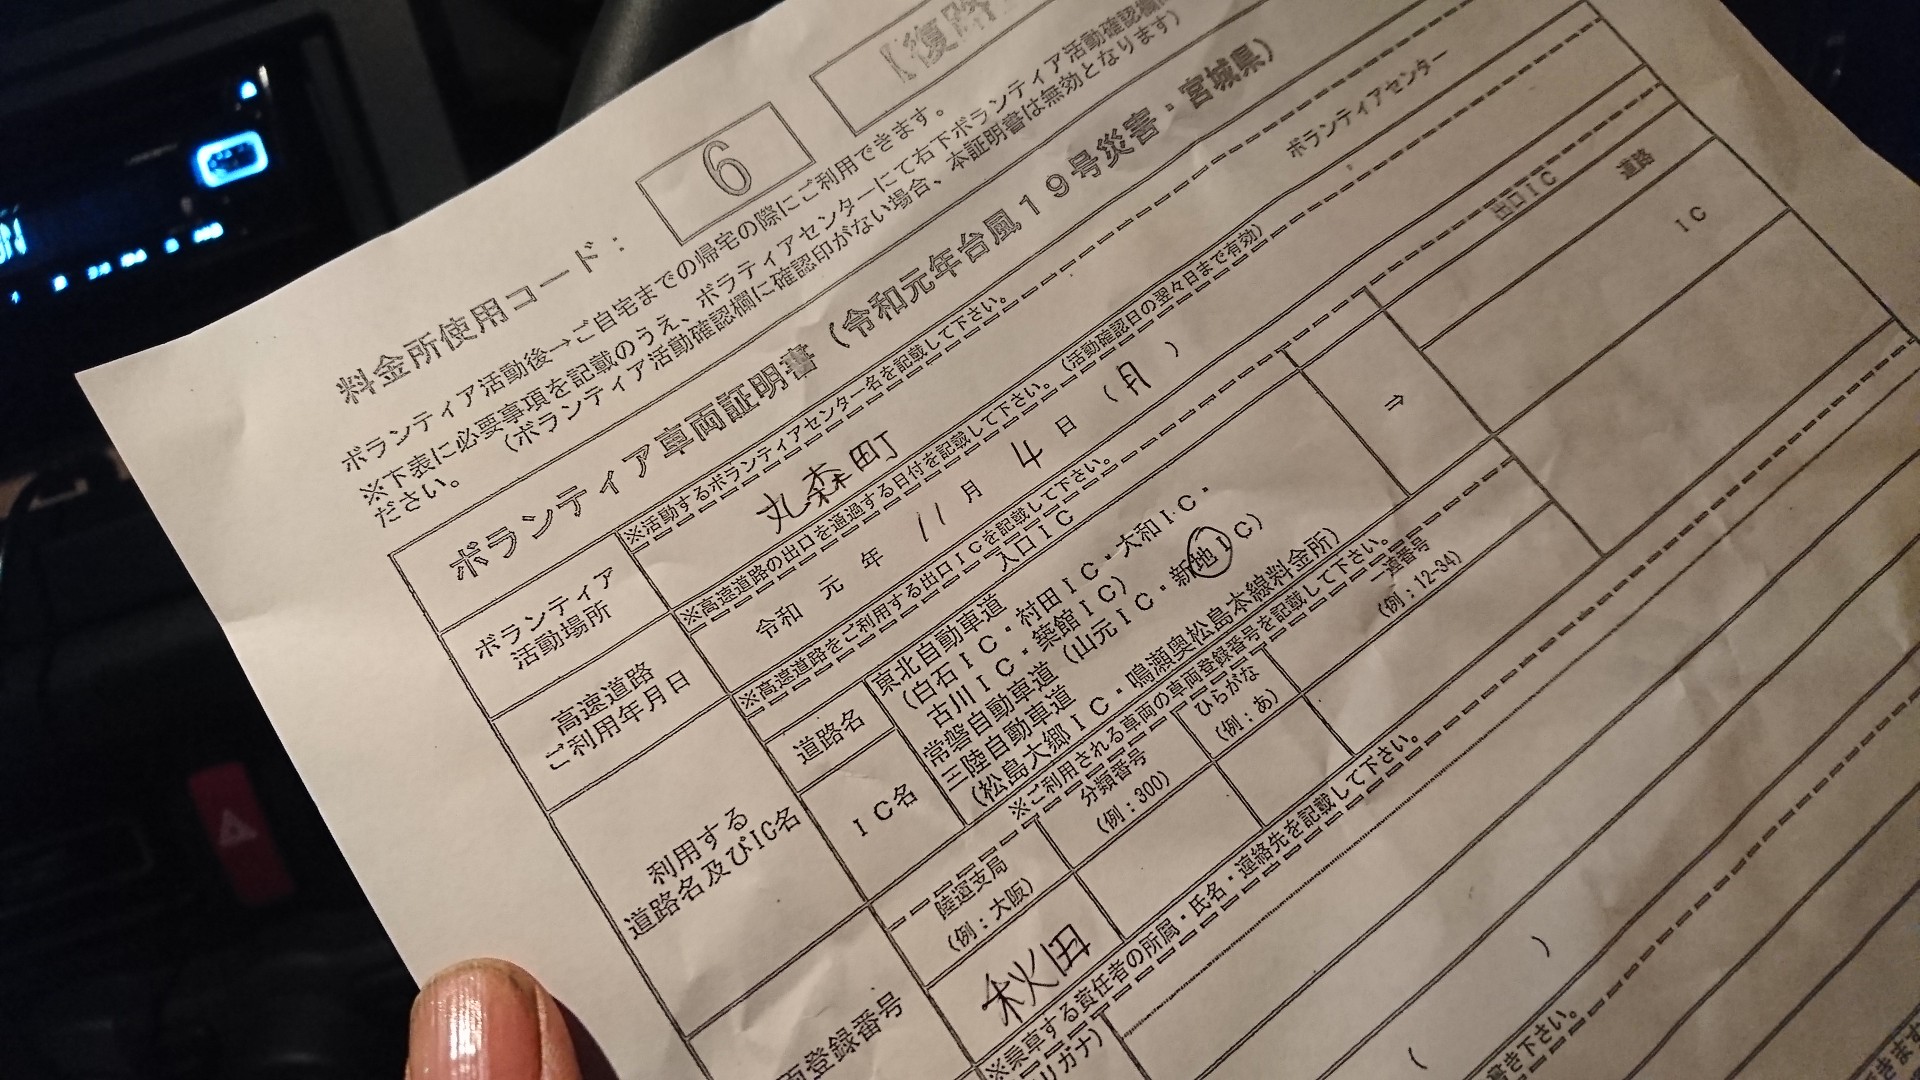 【復路
料金所使用コード：
6
ボランティア活動後→ご自宅までの帰宅の際にご利用できます。
※下表に必要事項を記載のうえ、ボラティアセンターにて右下ボランティア活動確認欄
ださい。
（ボランティア活動確認欄に確認印がない場合、本証明書は無効となります）
ボランティア車両証明書（令和元年台風１９号災害・宮城県）
ボランティア
活動場所
※活動するボランティアセンター名を記載して下さい。
丸森町
ボランティアセンター
高速道路
ご利用年月日
※高速道路の出口を通過する日付を記載して下さい。（活動確認日の翌々日まで有効）
令和 元 年 11 月 4 日 （月）
利用する
道路名及びIC名
※高速道路をご利用する出口ICを記載して下さい。
入口ＩＣ
出口ＩＣ
道路名
東北自動車道
（白石ＩＣ・村田ＩＣ・大和ＩＣ・
古川ＩＣ・築館ＩＣ）
常磐自動車道（山元ＩＣ・新地ＩＣ）
三陸自動車道
（松島大郷ＩＣ・鳴瀬奥松島本線料金所）
⇒
道路
ＩＣ名
ＩＣ
両登録番号
※ご利用される車両の車両登録番号を記載して下さい。
陸運支局
（例：大阪）
分類番号
（例：300）
ひらがな
（例：あ）
一連番号
（例：12-34）
秋田
※乗車する責任者の所属・氏名・連絡先を記載して下さい。
リガナ）
（ ）
き下さい。